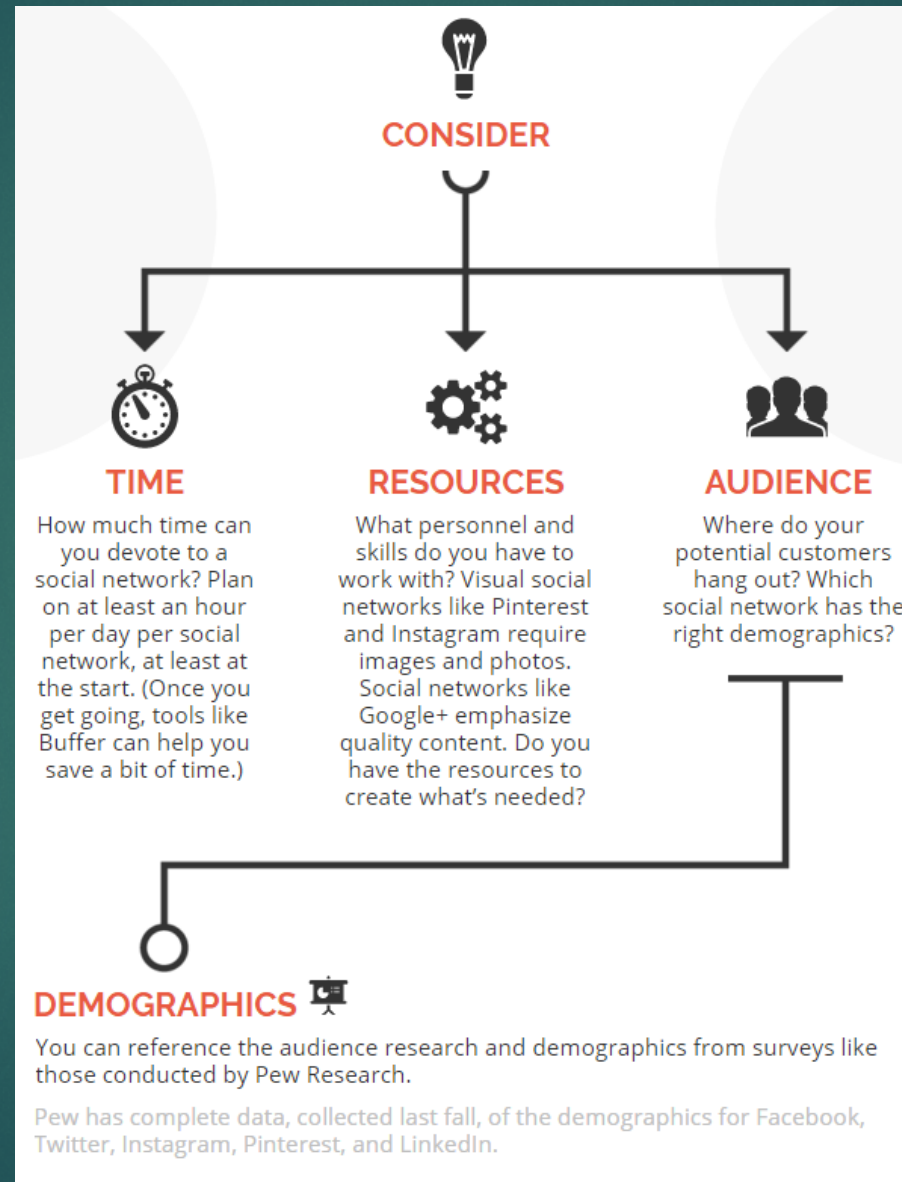 CONSIDER
TIME
How much time can
you devote to a
social network? Plan
on at least an hour
per day per social
network, at least at
the start. (Once you
get going, tools like
Buffer can help you
save a bit of time.)
RESOURCES
What personnel and
skills do you have to
work with? Visual social
networks like Pinterest
and Instagram require
images and photos.
Social networks like
Google+ emphasize
quality content. Do you
have the resources to
create what's needed?
AUDIENCE
Where do your
potential customers
hang out? Which
social network has the
right demographics?
DEMOGRAPHICS
You can reference the audience research and demographics from surveys like
those conducted by Pew Research.
Pew has complete data, collected last fall, of the demographics for Facebook,
Twitter, Instagram, Pinterest, and LinkedIn.